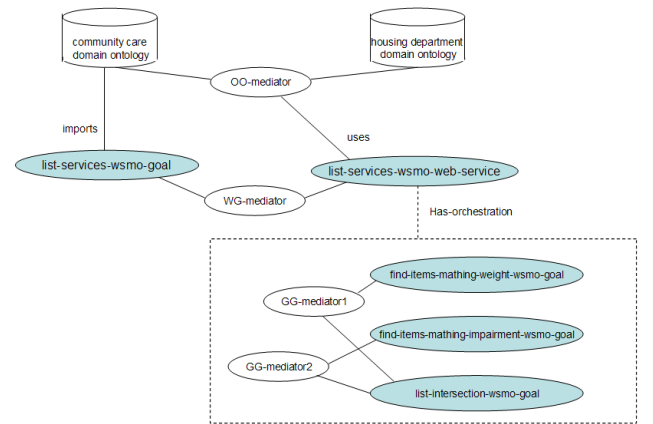 community care
domain ontology
housing department
domain ontology
OO-mediator
imports
uses
list-services-wsmo-goal
list-services-wsmo-web-service
WG-mediator
Has-orchestration
find-items-mathing-weight-wsmo-goal
GG-mediator1
find-items-mathing-impairment-wsmo-goal
GG-mediator2
list-intersection-wsmo-goal